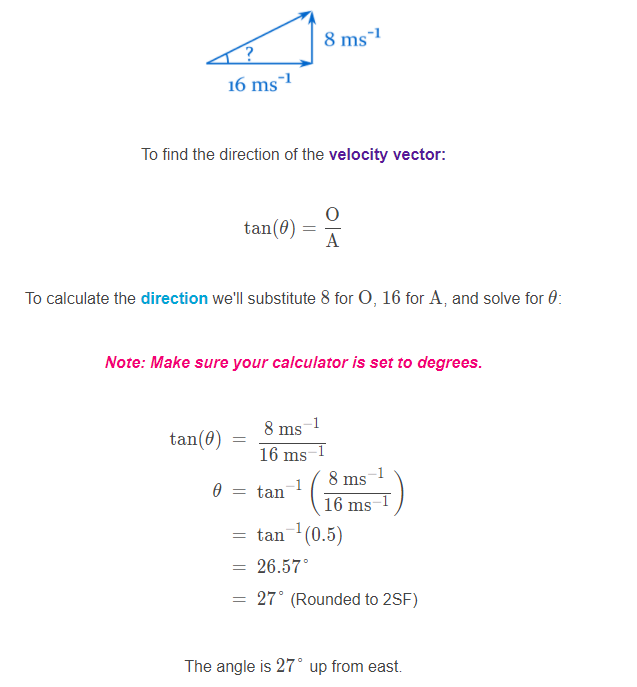 8 ms⁻¹
?
16 ms⁻¹
To find the direction of the velocity vector:
tan(θ) = O/A
To calculate the direction we'll substitute 8 for O, 16 for A, and solve for θ:
Note: Make sure your calculator is set to degrees.
tan(θ) = 8 ms⁻¹/16 ms⁻¹
θ = tan⁻¹(8 ms⁻¹/16 ms⁻¹)
= tan⁻¹(0.5)
= 26.57°
= 27° (Rounded to 2SF)
The angle is 27° up from east.